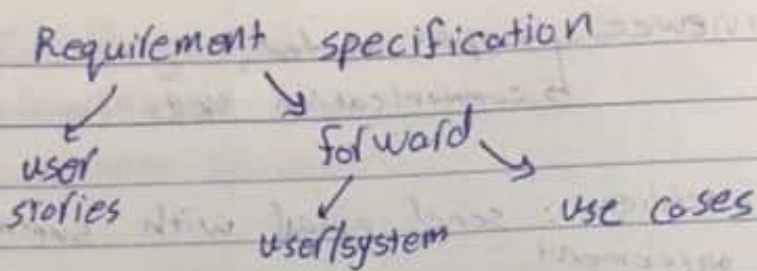 Requirement specification
user stories
forward
user/system
use cases